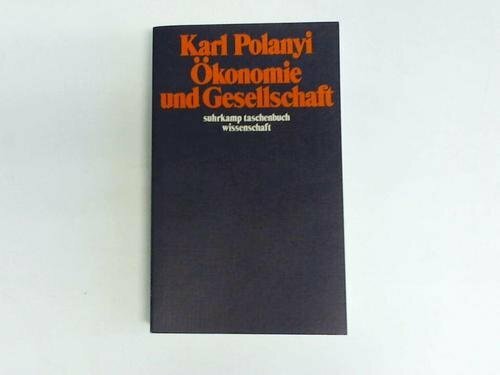 Karl Polanyi
Ökonomie
und Gesellschaft
suhrkamp taschenbuch
wissenschaft